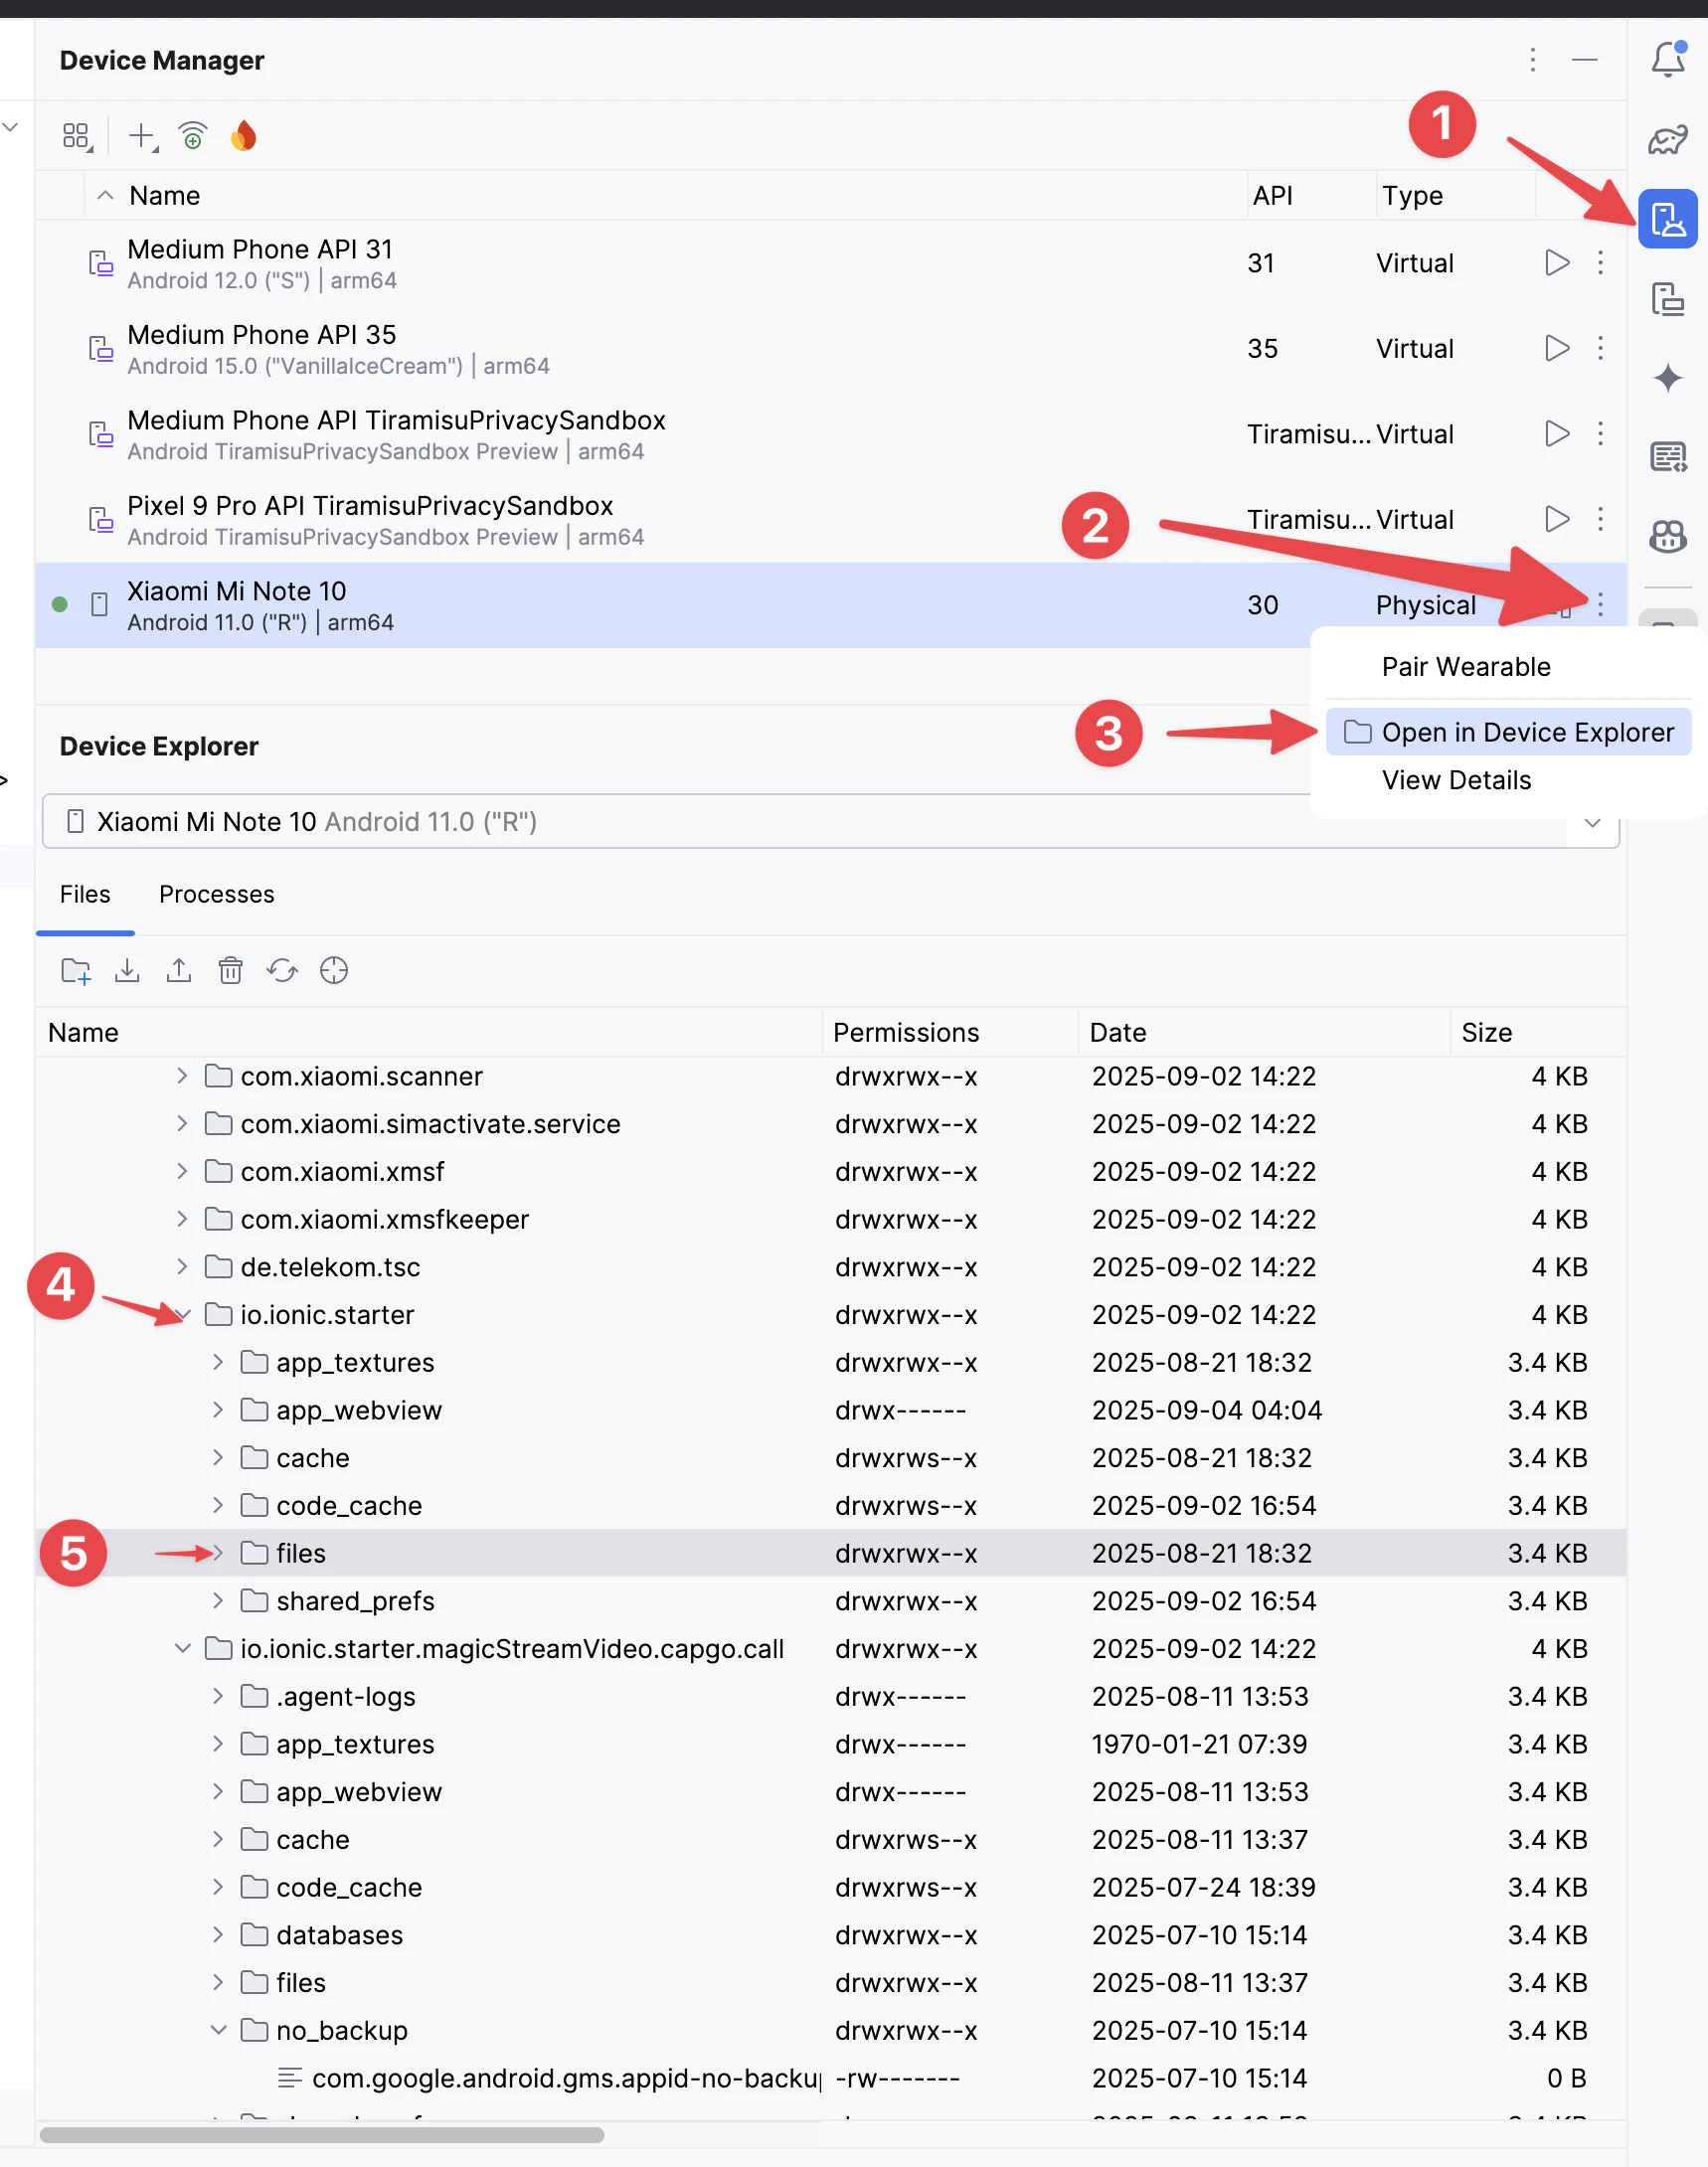 Device Manager
1
Name API Type
Medium Phone API 31
Android 12.0 ("S") | arm64
31 Virtual
Medium Phone API 35
Android 15.0 ("VanillaIceCream") | arm64
35 Virtual
Medium Phone API TiramisuPrivacySandbox
Android TiramisuPrivacySandbox Preview | arm64
Tiramisu... Virtual
Pixel 9 Pro API TiramisuPrivacySandbox
Android TiramisuPrivacySandbox Preview | arm64
2
Tiramisu... Virtual
Xiaomi Mi Note 10
Android 11.0 ("R") | arm64
30 Physical
Pair Wearable
3
Open in Device Explorer
View Details
Device Explorer
Xiaomi Mi Note 10 Android 11.0 ("R")
Files Processes
Name Permissions Date Size
com.xiaomi.scanner drwxrwx--x 2025-09-02 14:22 4 KB
com.xiaomi.simactivate.service drwxrwx--x 2025-09-02 14:22 4 KB
com.xiaomi.xmsf drwxrwx--x 2025-09-02 14:22 4 KB
com.xiaomi.xmsfkeeper drwxrwx--x 2025-09-02 14:22 4 KB
de.telekom.tsc drwxrwx--x 2025-09-02 14:22 4 KB
4
io.ionic.starter drwxrwx--x 2025-09-02 14:22 4 KB
app_textures drwxrwx--x 2025-08-21 18:32 3.4 KB
app_webview drwx------ 2025-09-04 04:04 3.4 KB
cache drwxrws--x 2025-08-21 18:32 3.4 KB
code_cache drwxrws--x 2025-09-02 16:54 3.4 KB
5
files drwxrwx--x 2025-08-21 18:32 3.4 KB
shared_prefs drwxrwx--x 2025-09-02 16:54 3.4 KB
io.ionic.starter.magicStreamVideo.capgo.call drwxrwx--x 2025-09-02 14:22 4 KB
.agent-logs drwx------ 2025-08-11 13:53 3.4 KB
app_textures drwx------ 1970-01-21 07:39 3.4 KB
app_webview drwx------ 2025-08-11 13:53 3.4 KB
cache drwxrws--x 2025-08-11 13:37 3.4 KB
code_cache drwxrws--x 2025-07-24 18:39 3.4 KB
databases drwxrwx--x 2025-07-10 15:14 3.4 KB
files drwxrwx--x 2025-08-11 13:37 3.4 KB
no_backup drwxrwx--x 2025-07-10 15:14 3.4 KB
com.google.android.gms.appid-no-backu -rw------- 2025-07-10 15:14 0 B